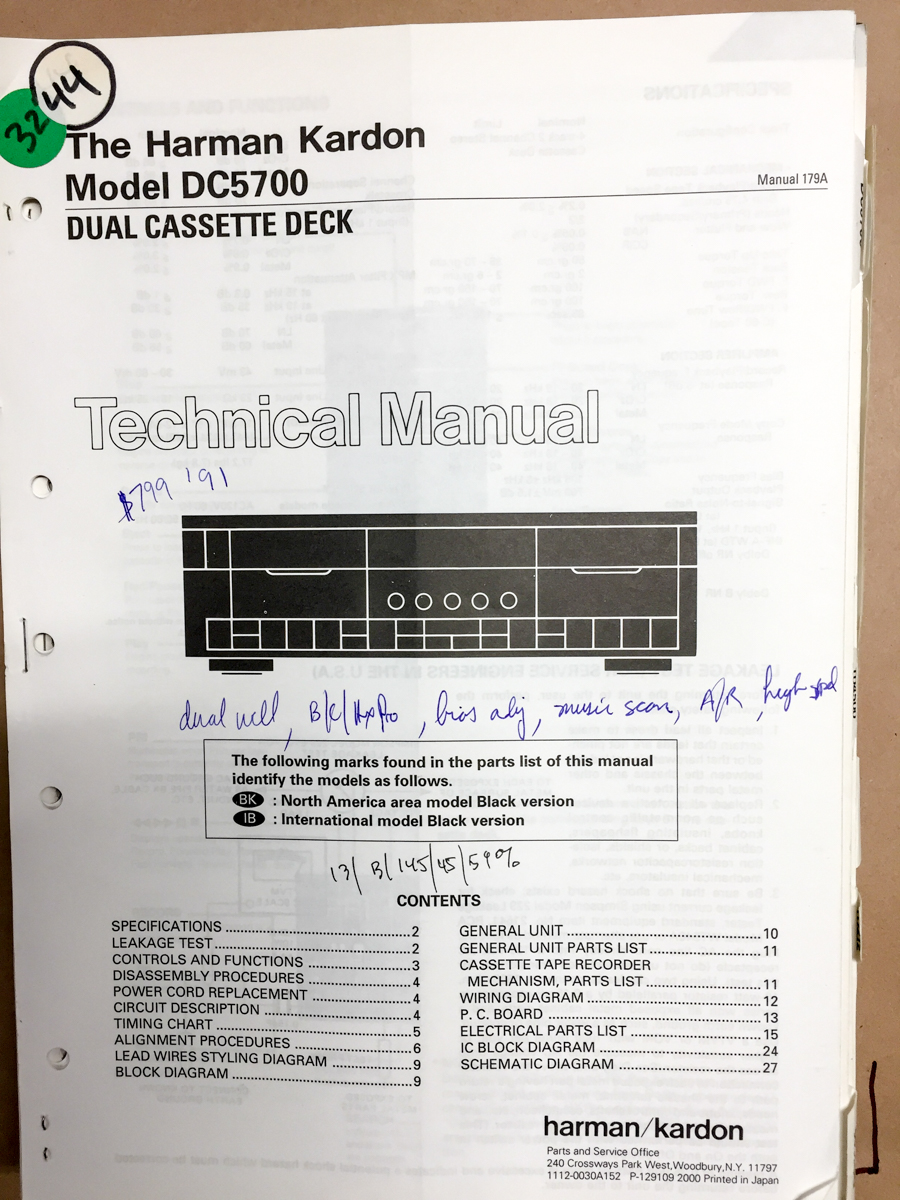 44
32
The Harman Kardon
Model DC5700
Manual 179A
DUAL CASSETTE DECK
Technical Manual
$799 '91
dual well, B/C/HxPro, bias adj, music scan, A/R, high spd
The following marks found in the parts list of this manual
identify the models as follows.
BK : North America area model Black version
IB : International model Black version
13/ B/145/45/59%
CONTENTS
SPECIFICATIONS 2
LEAKAGE TEST 2
CONTROLS AND FUNCTIONS 3
DISASSEMBLY PROCEDURES 4
POWER CORD REPLACEMENT 4
CIRCUIT DESCRIPTION 4
TIMING CHART 5
ALIGNMENT PROCEDURES 6
LEAD WIRES STYLING DIAGRAM 9
BLOCK DIAGRAM 9
GENERAL UNIT 10
GENERAL UNIT PARTS LIST 11
CASSETTE TAPE RECORDER
MECHANISM, PARTS LIST 11
WIRING DIAGRAM 12
P. C. BOARD 13
ELECTRICAL PARTS LIST 15
IC BLOCK DIAGRAM 24
SCHEMATIC DIAGRAM 27
harman/kardon
Parts and Service Office
240 Crossways Park West,Woodbury,N.Y. 11797
1112-0030A152 P-129109 2000 Printed in Japan